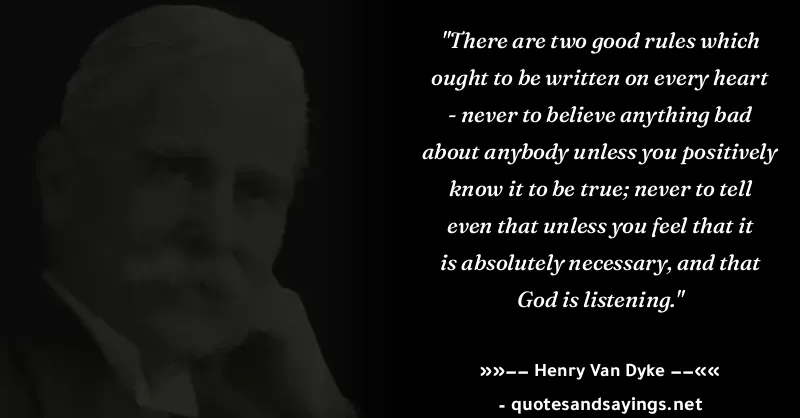 "There are two good rules which
ought to be written on every heart
- never to believe anything bad
about anybody unless you positively
know it to be true; never to tell
even that unless you feel that it
is absolutely necessary, and that
God is listening."
»»−− Henry Van Dyke −−««
- quotesandsayings.net